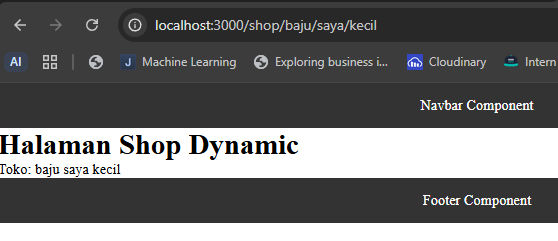 localhost:3000/shop/baju/saya/kecil
AI J Machine Learning Exploring business i... Cloudinary Intern
Navbar Component
Halaman Shop Dynamic
Toko: baju saya kecil
Footer Component